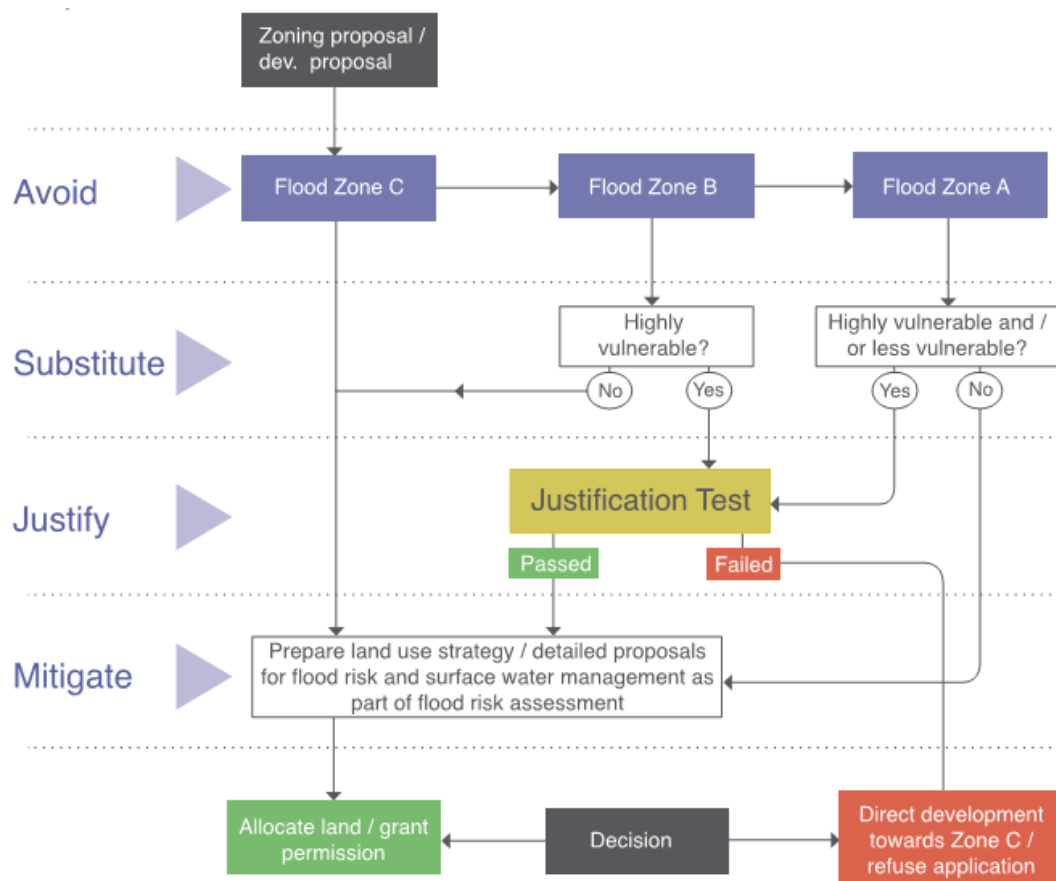 Zoning proposal /
dev. proposal
Avoid
Flood Zone C
Flood Zone B
Flood Zone A
Substitute
Highly
vulnerable?
No
Yes
Highly vulnerable and /
or less vulnerable?
Yes
No
Justify
Justification Test
Passed
Failed
Mitigate
Prepare land use strategy / detailed proposals
for flood risk and surface water management as
part of flood risk assessment
Allocate land / grant
permission
Decision
Direct development
towards Zone C /
refuse application